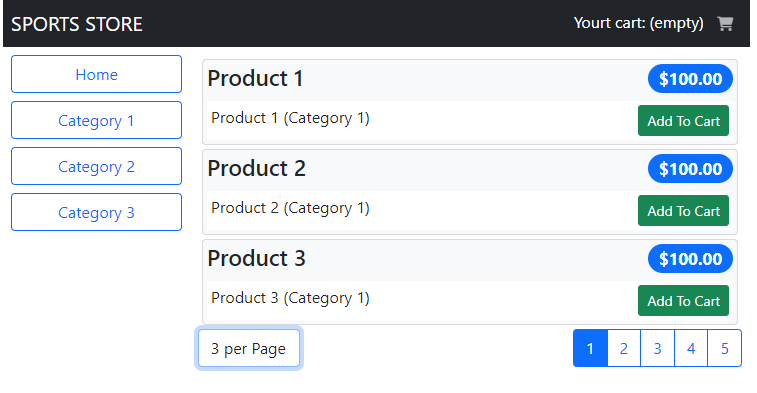 SPORTS STORE
Yourt cart: (empty)
Home
Category 1
Category 2
Category 3
Product 1
$100.00
Product 1 (Category 1)
Add To Cart
Product 2
$100.00
Product 2 (Category 1)
Add To Cart
Product 3
$100.00
Product 3 (Category 1)
Add To Cart
3 per Page
1 2 3 4 5